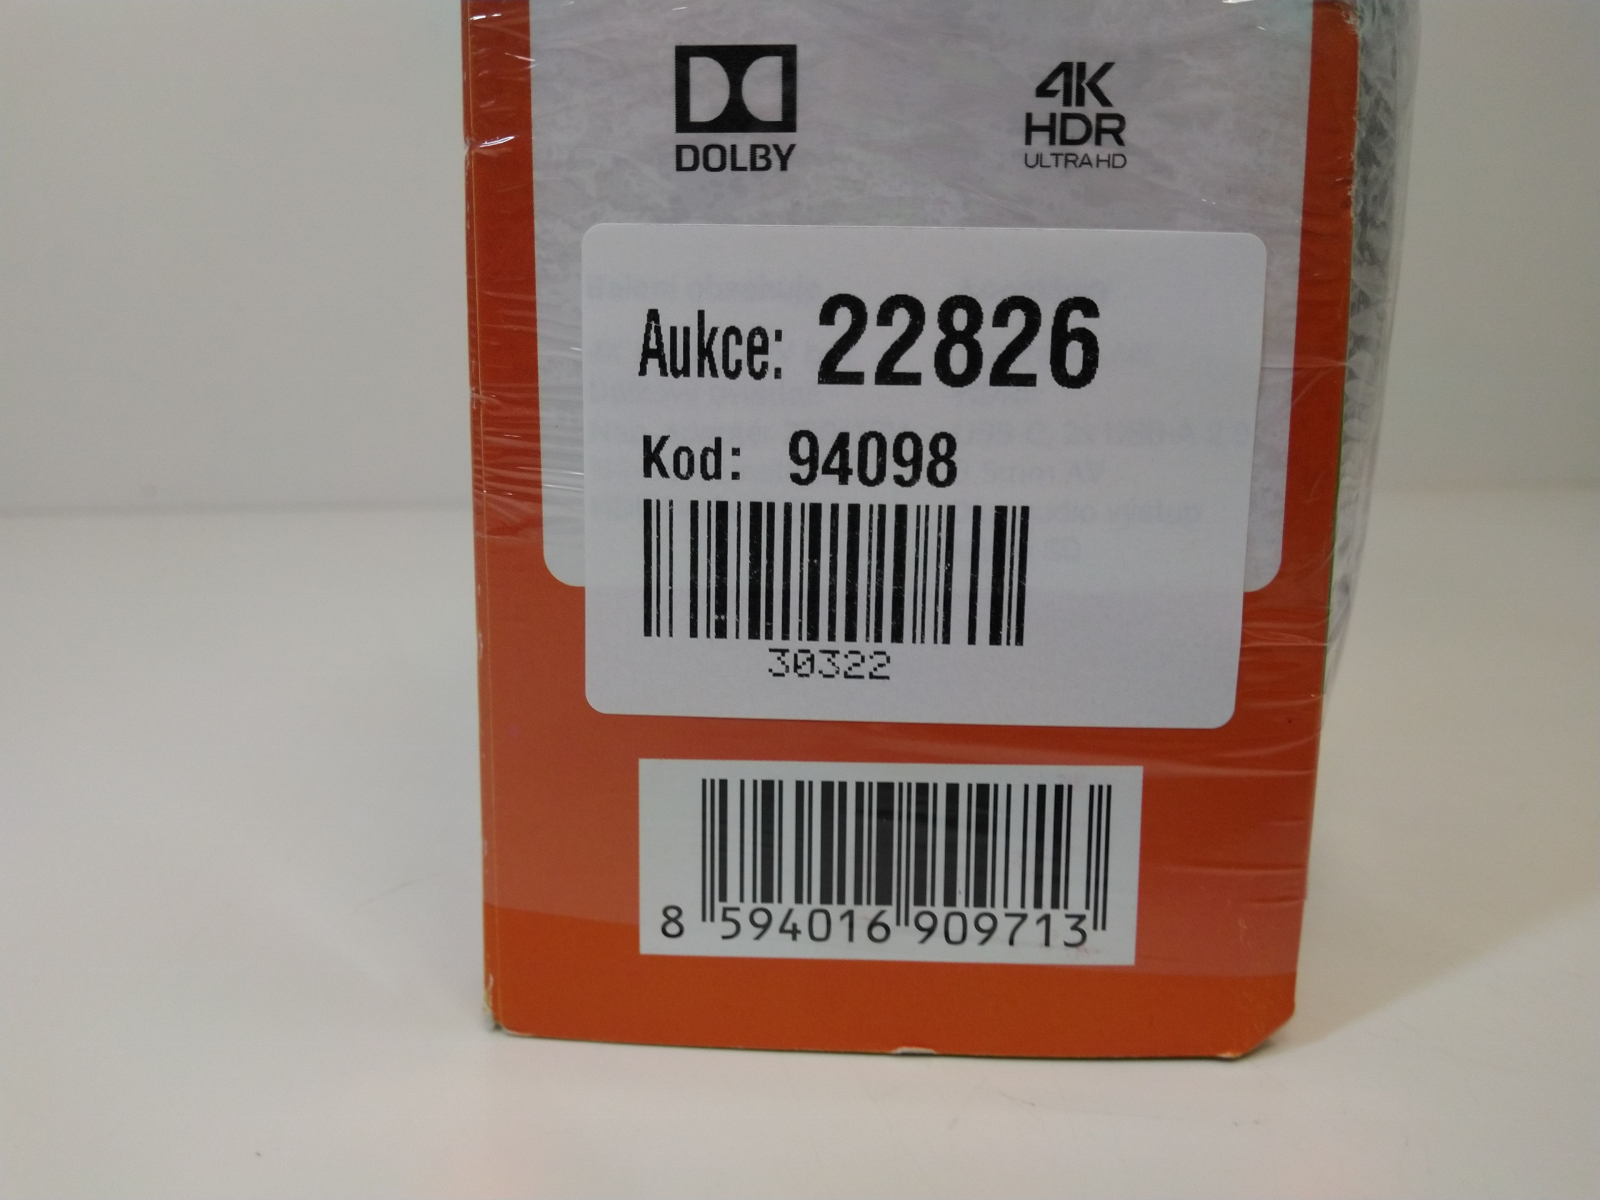 DOLBY
4K
HDR
ULTRA HD
Aukce: 22826
Kod: 94098
30322
8 594016 909713